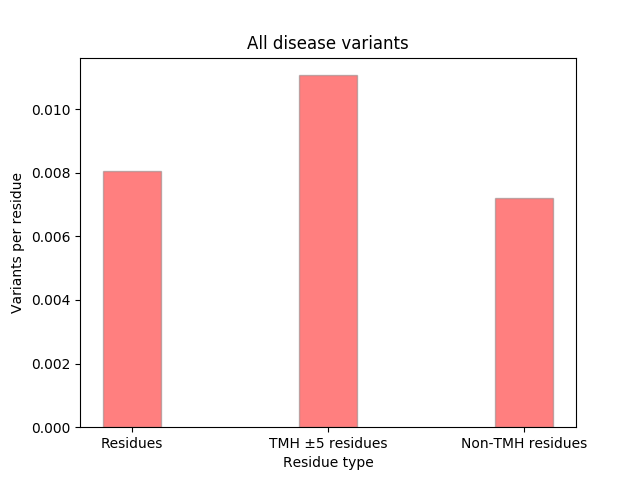 All disease variants
Variants per residue
0.010
0.008
0.006
0.004
0.002
0.000
Residues
TMH ±5 residues
Non-TMH residues
Residue type